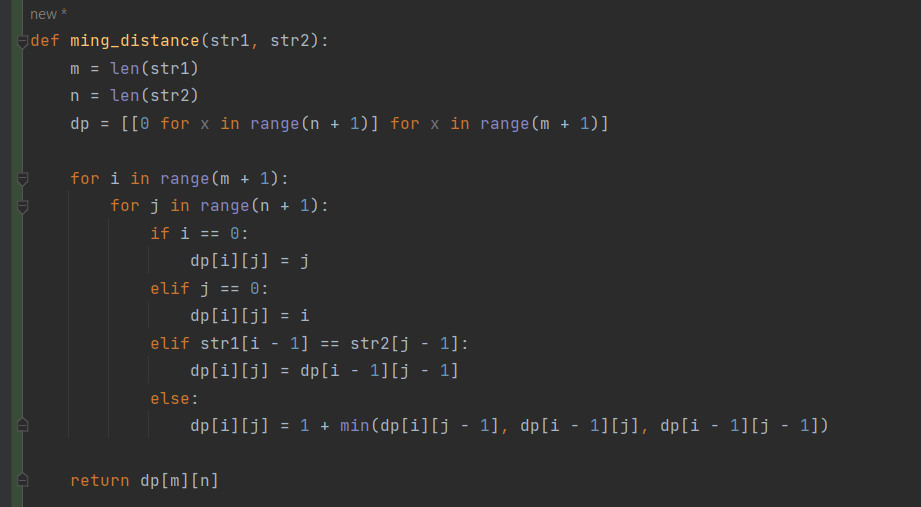 new *
def ming_distance(str1, str2):
    m = len(str1)
    n = len(str2)
    dp = [[0 for x in range(n + 1)] for x in range(m + 1)]
    for i in range(m + 1):
        for j in range(n + 1):
            if i == 0:
                dp[i][j] = j
            elif j == 0:
                dp[i][j] = i
            elif str1[i - 1] == str2[j - 1]:
                dp[i][j] = dp[i - 1][j - 1]
            else:
                dp[i][j] = 1 + min(dp[i][j - 1], dp[i - 1][j], dp[i - 1][j - 1])
    return dp[m][n]